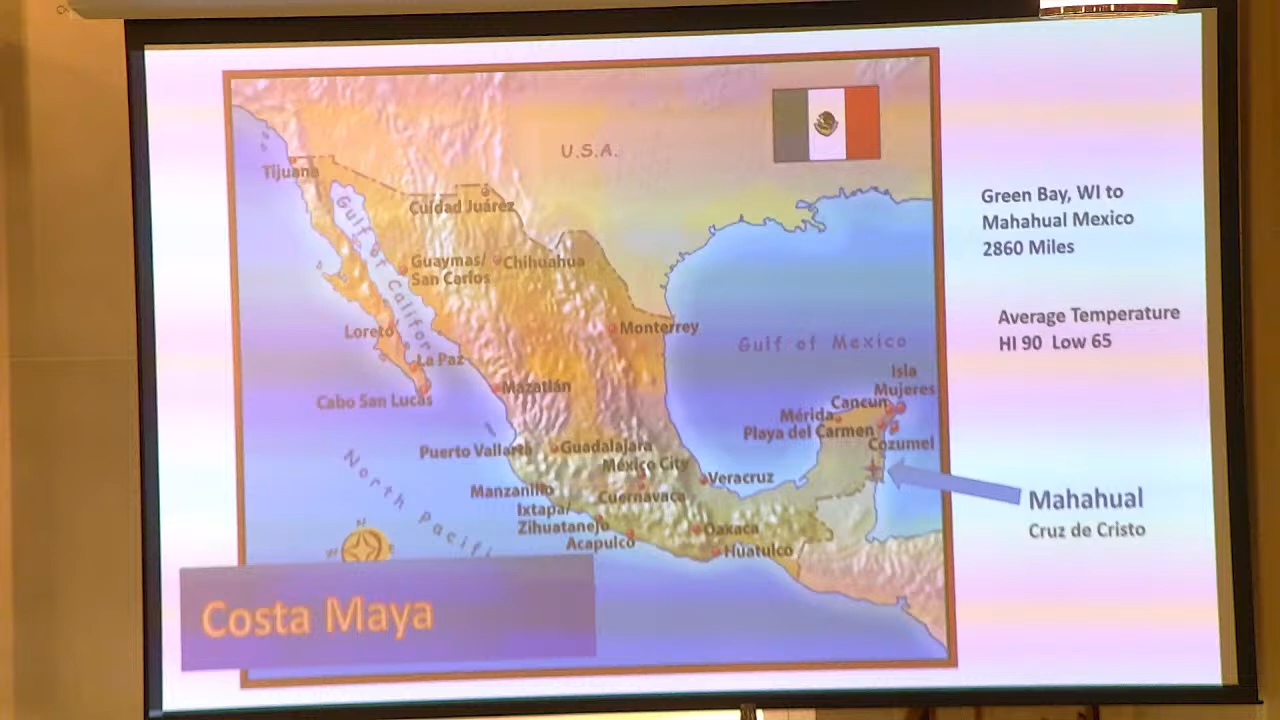 U.S.A.
Tijuana
Cuidad Juárez
Gulf of Califor
Guaymas/
San Carlos
Chihuahua
Loreto
La Paz
Monterrey
Cabo San Lucas
Mazatlán
Gulf of Mexico
Isla
Mujeres
Cancun
Mérida
Playa del Carmen
Cozumel
Puerto Vallarta
Guadalajara
México City
Veracruz
Manzanillo
Cuernavaca
Ixtapa/
Zihuatanejo
Acapulco
Oaxaca
Huatulco
North Pacifi
N
W
E
Costa Maya
Green Bay, WI to
Mahahual Mexico
2860 Miles
Average Temperature
HI 90 Low 65
Mahahual
Cruz de Cristo